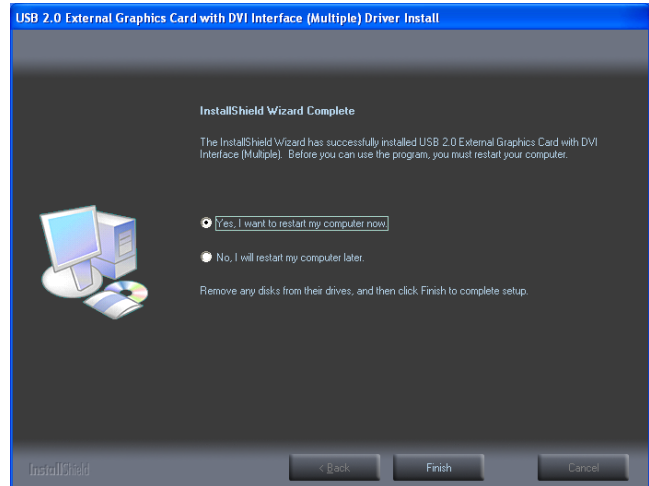 USB 2.0 External Graphics Card with DVI Interface (Multiple) Driver Install
InstallShield Wizard Complete
The InstallShield Wizard has successfully installed USB 2.0 External Graphics Card with DVI
Interface (Multiple). Before you can use the program, you must restart your computer.
Yes, I want to restart my computer now.
No, I will restart my computer later.
Remove any disks from their drives, and then click Finish to complete setup.
InstallShield
< Back
Finish
Cancel